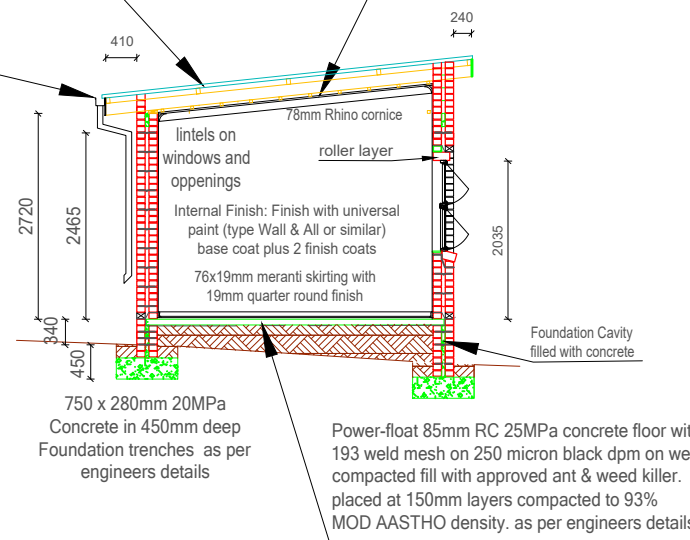 410
240
78mm Rhino cornice
lintels on
windows and
oppenings
roller layer
Internal Finish: Finish with universal
paint (type Wall & All or similar)
base coat plus 2 finish coats
76x19mm meranti skirting with
19mm quarter round finish
2720
2465
2035
340
450
Foundation Cavity
filled with concrete
750 x 280mm 20MPa
Concrete in 450mm deep
Foundation trenches as per
engineers details
Power-float 85mm RC 25MPa concrete floor wit
193 weld mesh on 250 micron black dpm on we
compacted fill with approved ant & weed killer.
placed at 150mm layers compacted to 93%
MOD AASTHO density. as per engineers details